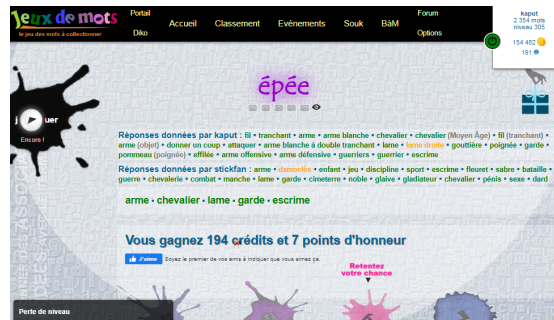 jeux de mots
le jeu des mots à collectionner
Portail
Diko
Accueil
Classement
Evénements
Souk
BàM
Forum
Options
kaput
2 354 mots
niveau 305
154 462
191
épée
j uer
Encore !
Réponses données par kaput : fil • tranchant • arme • arme blanche • chevalier • chevalier (Moyen Âge) • fil (tranchant) •
arme (objet) • donner un coup • attaquer • arme blanche à double tranchant • lame • lame droite • gouttière • poignée • garde •
pommeau (poignée) • effilée • arme offensive • arme défensive • guerriers • guerrier • escrime
Réponses données par stickfan : arme • damoclès • enfant • jeu • discipline • sport • escrime • fleuret • sabre • bataille •
guerre • chevalerie • combat • manche • lame • garde • cimeterre • noble • glaive • gladiateur • chevalier • pénis • sexe • dard
arme • chevalier • lame • garde • escrime
Vous gagnez 194 crédits et 7 points d'honneur
J'aime Soyez le premier de vos amis à indiquer que vous aimez ça.
Retentez
votre chance
Perte de niveau